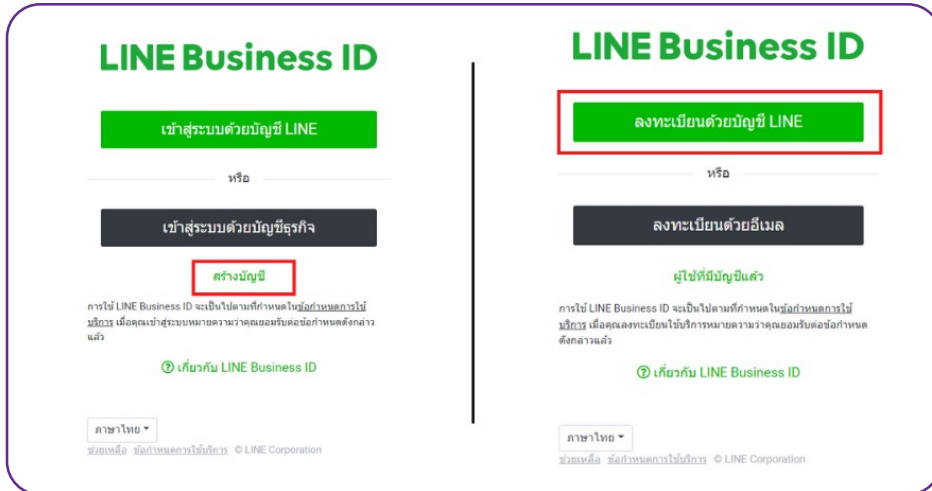 LINE Business ID
เข้าสู่ระบบด้วยบัญชี LINE
หรือ
เข้าสู่ระบบด้วยบัญชีธุรกิจ
สร้างบัญชี
การใช้ LINE Business ID จะเป็นไปตามที่กำหนดในข้อกำหนดการใช้
บริการ เมื่อคุณเข้าสู่ระบบหมายความว่าคุณยอมรับต่อข้อกำหนดดังกล่าว
แล้ว
? เกี่ยวกับ LINE Business ID
ภาษาไทย
ช่วยเหลือ ข้อกำหนดการใช้บริการ © LINE Corporation
LINE Business ID
ลงทะเบียนด้วยบัญชี LINE
หรือ
ลงทะเบียนด้วยอีเมล
ผู้ใช้ที่มีบัญชีแล้ว
การใช้ LINE Business ID จะเป็นไปตามที่กำหนดในข้อกำหนดการใช้
บริการ เมื่อคุณลงทะเบียนใช้บริการหมายความว่าคุณยอมรับต่อข้อกำหนด
ดังกล่าวแล้ว
? เกี่ยวกับ LINE Business ID
ภาษาไทย
ช่วยเหลือ ข้อกำหนดการใช้บริการ © LINE Corporation